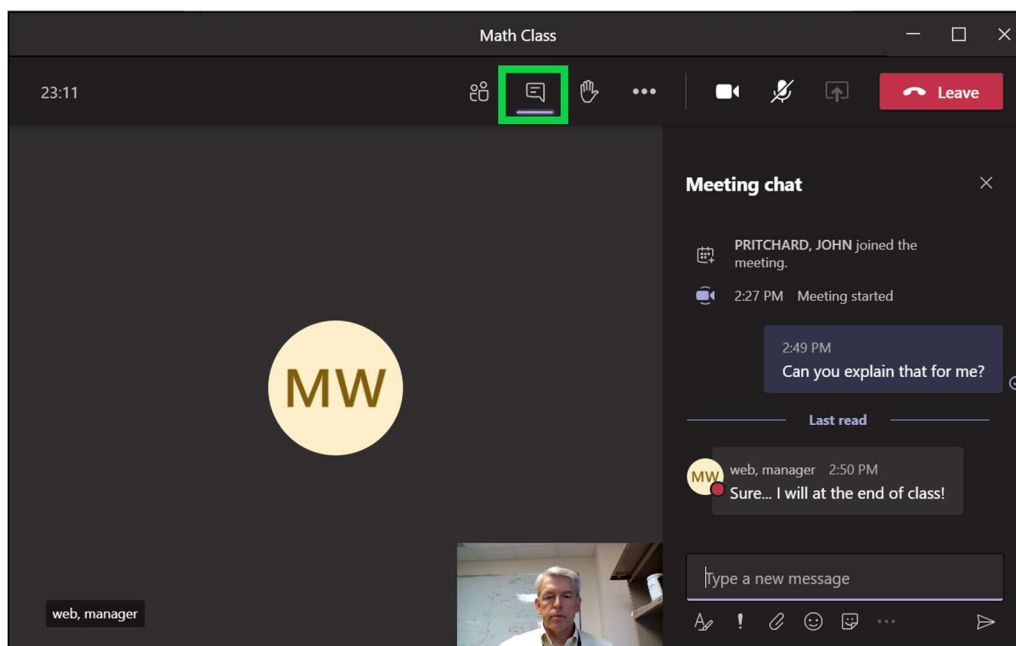 Math Class
23:11
Leave
Meeting chat
PRITCHARD, JOHN joined the
meeting.
2:27 PM Meeting started
2:49 PM
Can you explain that for me?
Last read
MW
MW
web, manager 2:50 PM
Sure... I will at the end of class!
Type a new message
web, manager